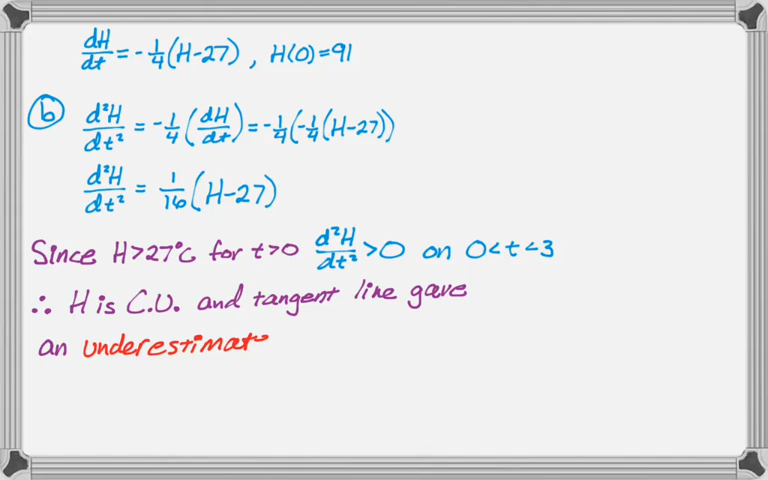 dH/dt = -1/4(H-27) , H(0)=91
(b) d²H/dt² = -1/4(dH/dt) = -1/4(-1/4(H-27))
d²H/dt² = 1/16(H-27)
Since H>27°C for t>0 d²H/dt²>0 on 0<t<3
∴ H is C.U. and tangent line gave
an underestimate